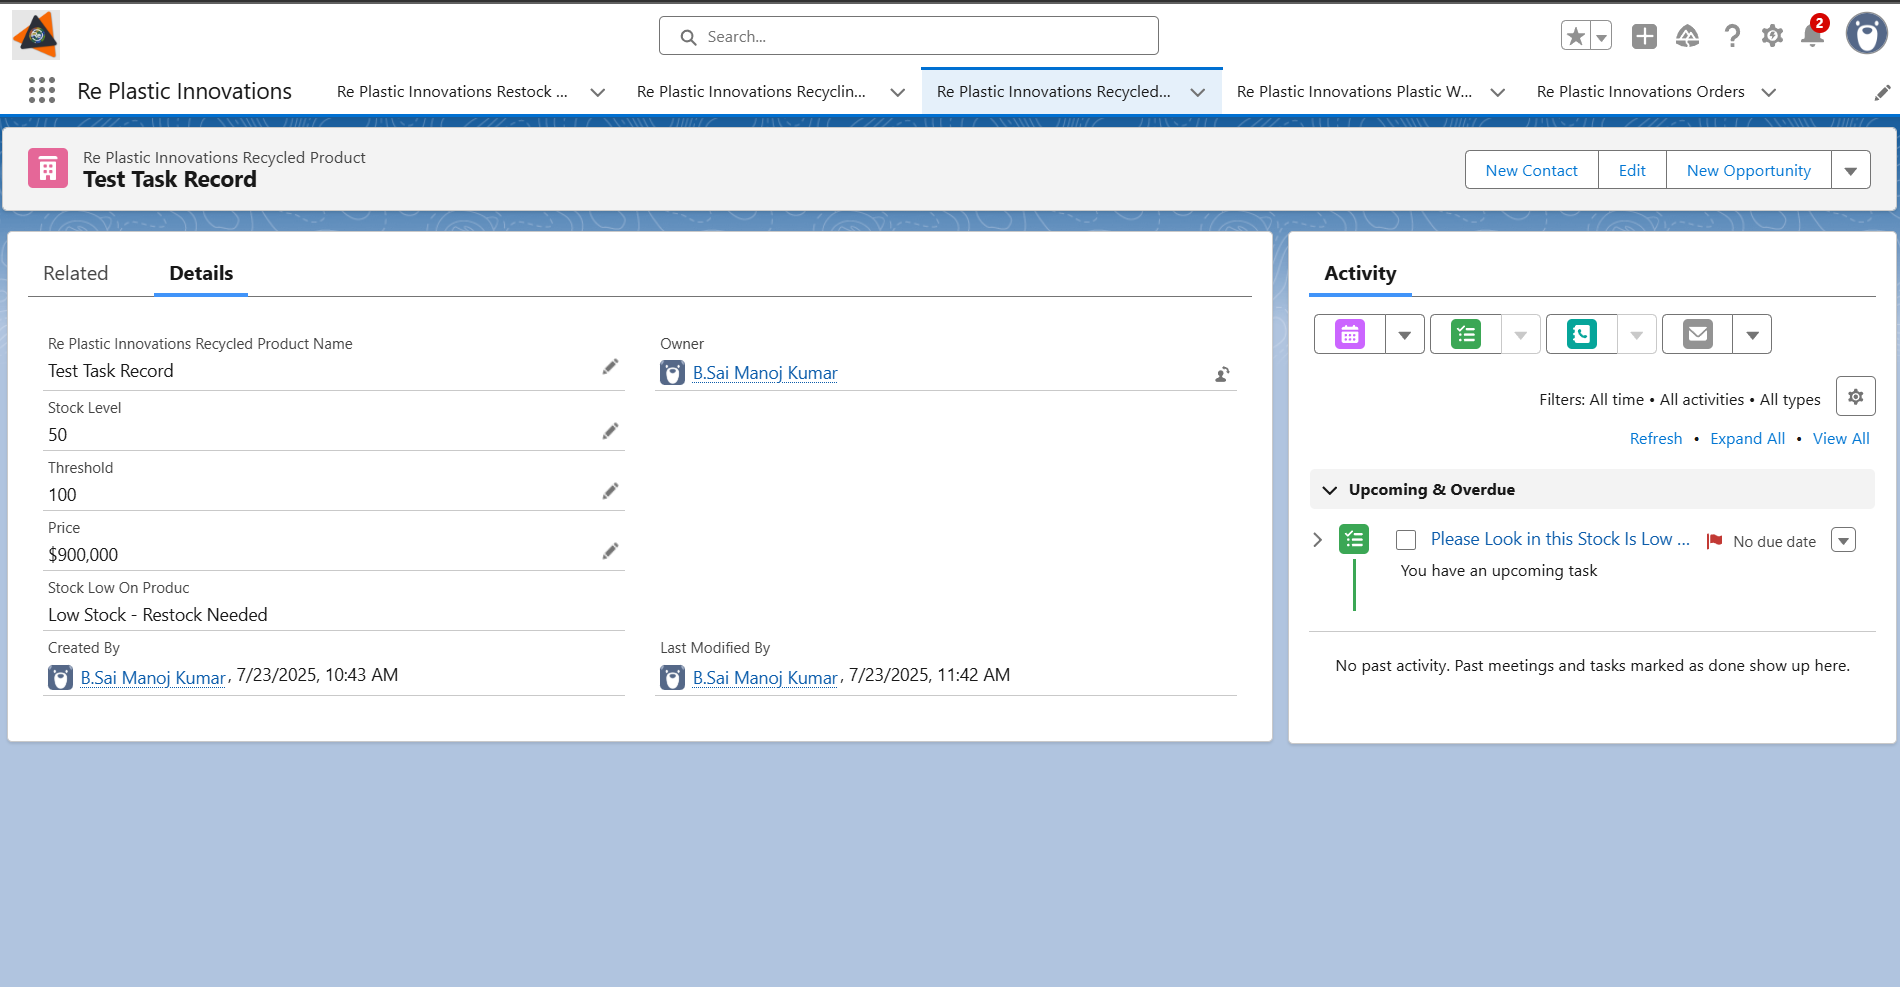 Search...
2
Re Plastic Innovations
Re Plastic Innovations Restock ...
Re Plastic Innovations Recyclin...
Re Plastic Innovations Recycled...
Re Plastic Innovations Plastic W...
Re Plastic Innovations Orders
Re Plastic Innovations Recycled Product
Test Task Record
New Contact
Edit
New Opportunity
Related
Details
Re Plastic Innovations Recycled Product Name
Test Task Record
Owner
B.Sai Manoj Kumar
Stock Level
50
Threshold
100
Price
$900,000
Stock Low On Produc
Low Stock - Restock Needed
Created By
B.Sai Manoj Kumar, 7/23/2025, 10:43 AM
Last Modified By
B.Sai Manoj Kumar, 7/23/2025, 11:42 AM
Activity
Filters: All time • All activities • All types
Refresh • Expand All • View All
Upcoming & Overdue
Please Look in this Stock Is Low ...
No due date
You have an upcoming task
No past activity. Past meetings and tasks marked as done show up here.